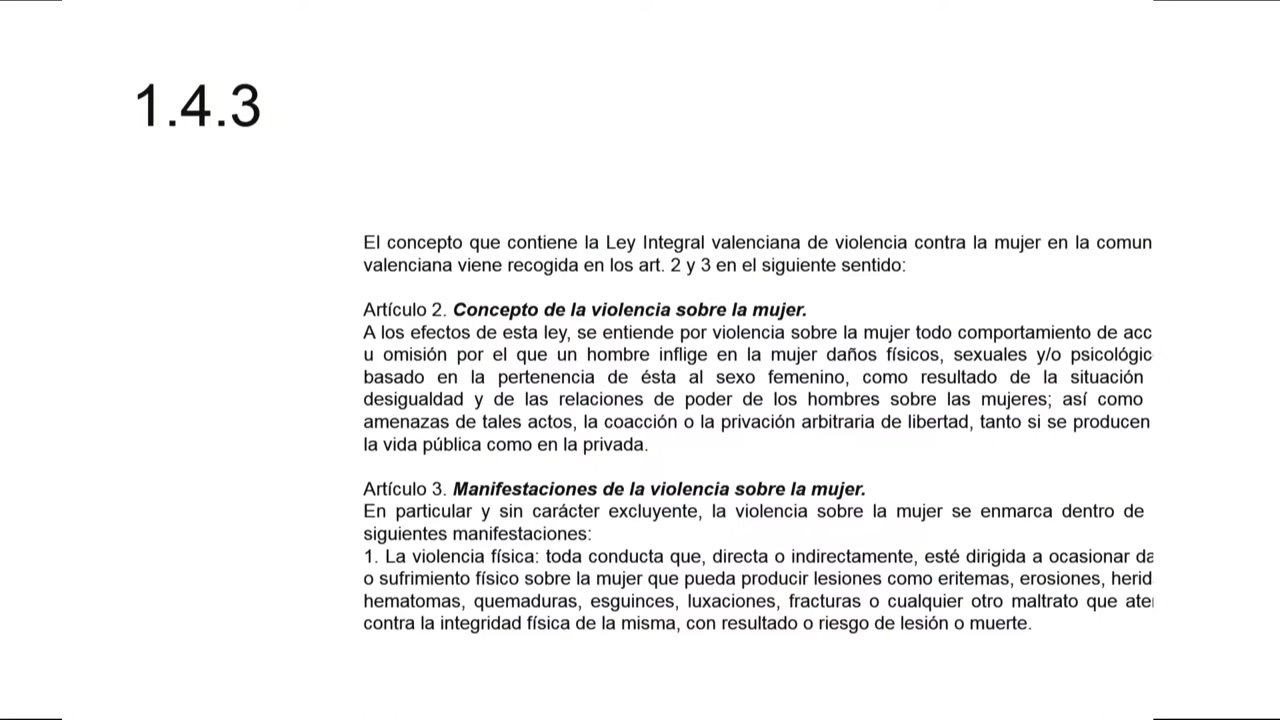 1.4.3
El concepto que contiene la Ley Integral valenciana de violencia contra la mujer en la comun
valenciana viene recogida en los art. 2 y 3 en el siguiente sentido:
Artículo 2. Concepto de la violencia sobre la mujer.
A los efectos de esta ley, se entiende por violencia sobre la mujer todo comportamiento de acc
u omisión por el que un hombre inflige en la mujer daños físicos, sexuales y/o psicológic
basado en la pertenencia de ésta al sexo femenino, como resultado de la situación
desigualdad y de las relaciones de poder de los hombres sobre las mujeres; así como
amenazas de tales actos, la coacción o la privación arbitraria de libertad, tanto si se producen
la vida pública como en la privada.
Artículo 3. Manifestaciones de la violencia sobre la mujer.
En particular y sin carácter excluyente, la violencia sobre la mujer se enmarca dentro de
siguientes manifestaciones:
1. La violencia física: toda conducta que, directa o indirectamente, esté dirigida a ocasionar da
o sufrimiento físico sobre la mujer que pueda producir lesiones como eritemas, erosiones, herid
hematomas, quemaduras, esguinces, luxaciones, fracturas o cualquier otro maltrato que ate
contra la integridad física de la misma, con resultado o riesgo de lesión o muerte.